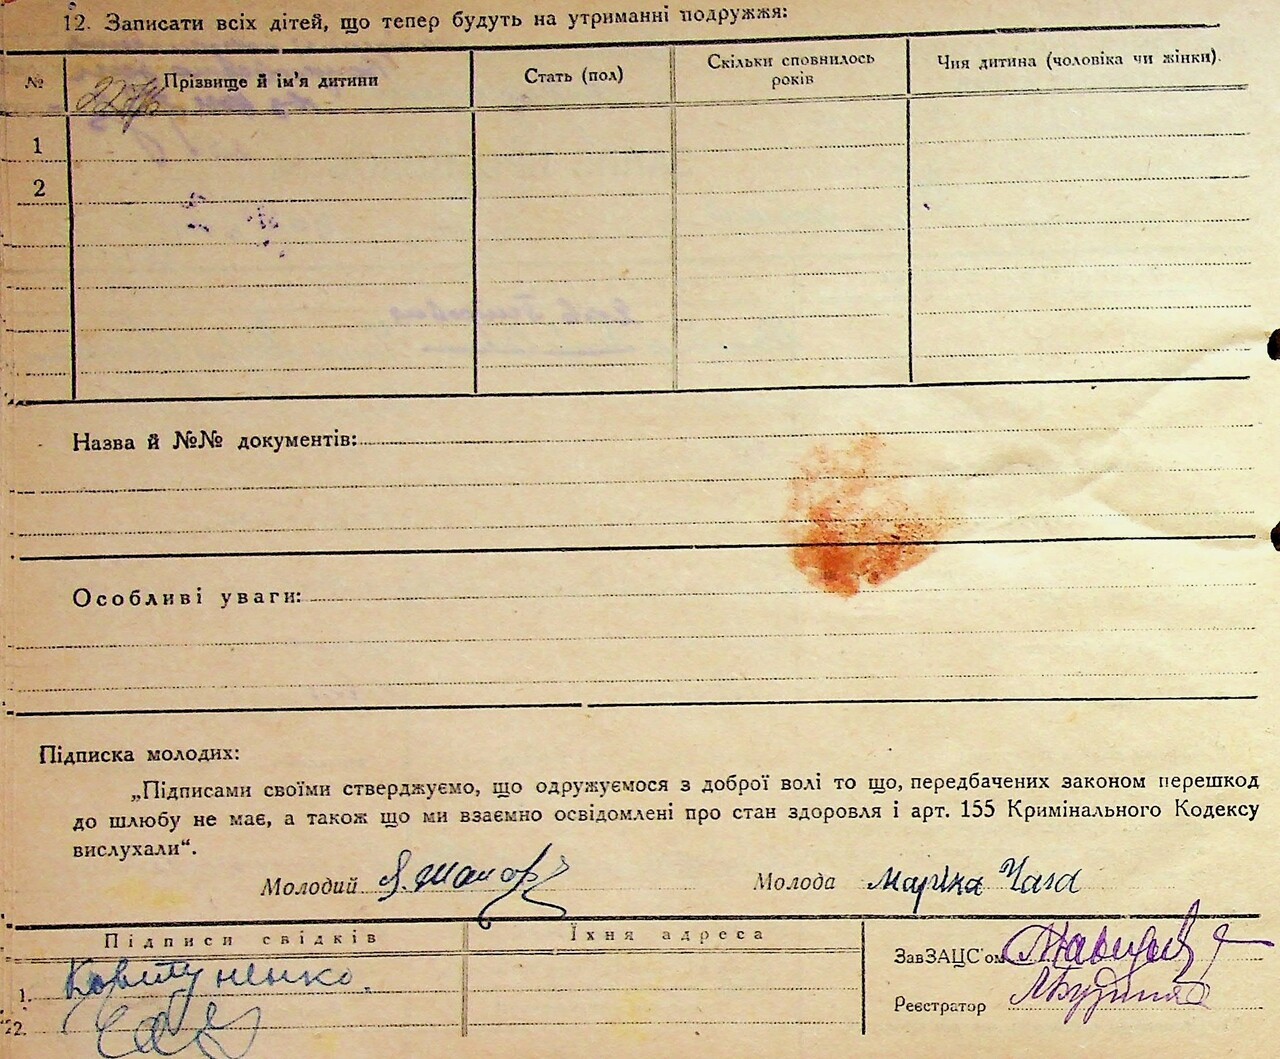 12. Записати всіх дітей, що тепер будуть на утриманні подружжя:
№ Прізвище й ім'я дитини Стать (пол) Скільки сповнилось років Чия дитина (чоловіка чи жінки).
1
2
Назва й №№ документів:
Особливі уваги:
Підписка молодих:
„Підписами своїми стверджуємо, що одружуємося з доброї волі то що, передбачених законом перешкод
до шлюбу не має, а також що ми взаємно освідомлені про стан здоровля і арт. 155 Кримінального Кодексу
вислухали“.
Молодий Молода Маріка Чага
Підписи свідків Їхня адреса
ЗавЗАЦС'ом
1.
Реєстратор
2.